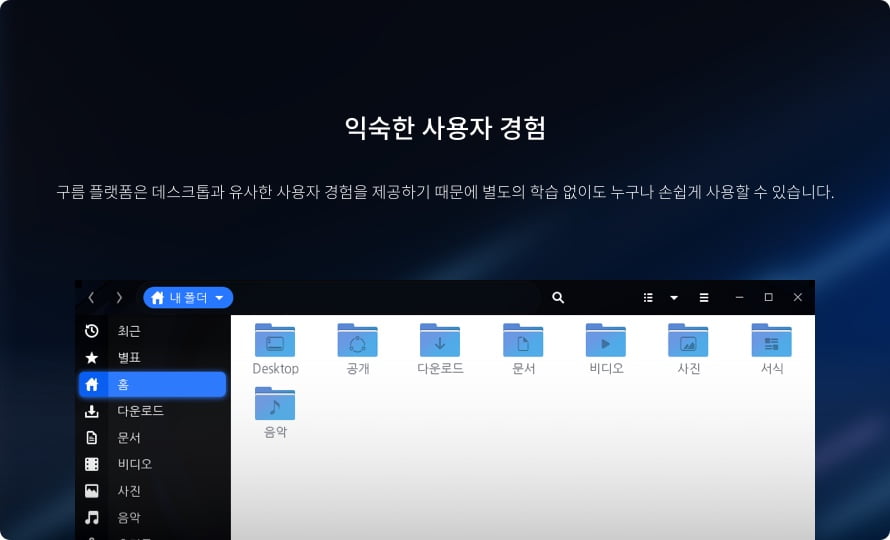 익숙한 사용자 경험
구름 플랫폼은 데스크톱과 유사한 사용자 경험을 제공하기 때문에 별도의 학습 없이도 누구나 손쉽게 사용할 수 있습니다.
내 폴더
최근
별표
홈
다운로드
문서
비디오
사진
음악
Desktop 공개 다운로드 문서 비디오 사진 서식
음악